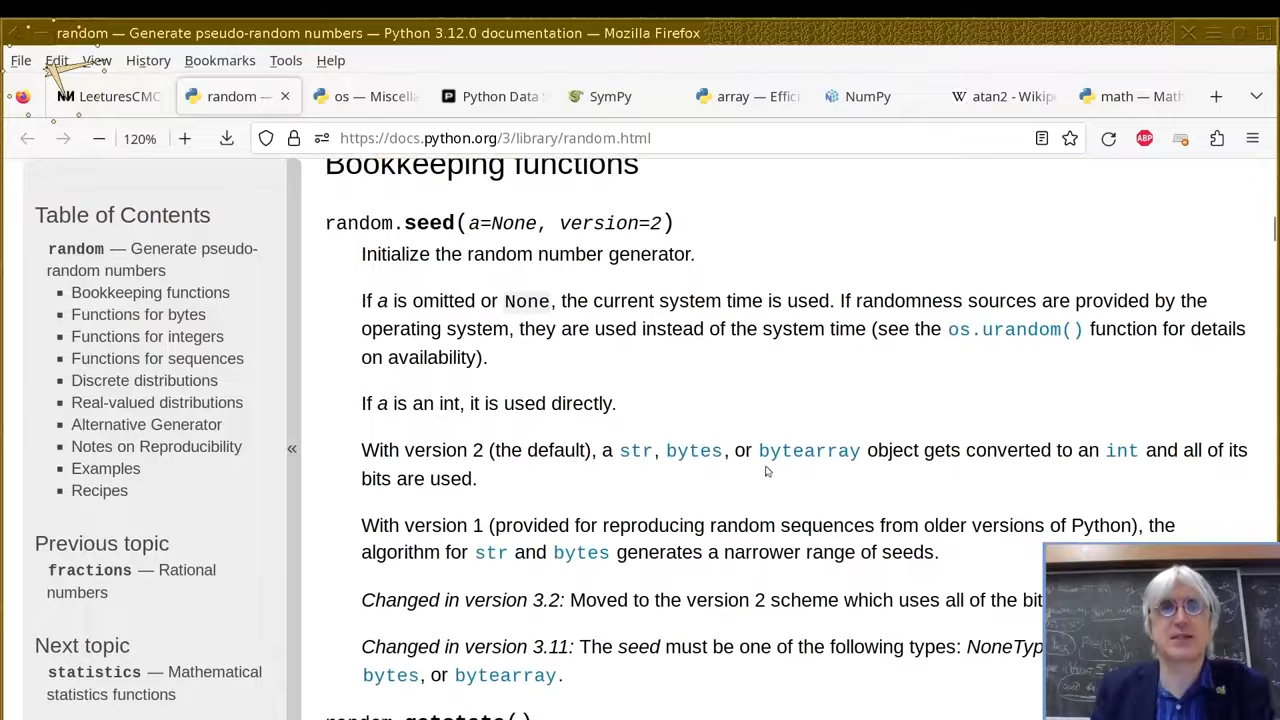 random — Generate pseudo-random numbers — Python 3.12.0 documentation — Mozilla Firefox
File Edit View History Bookmarks Tools Help
LecturesCMC random — os — Miscella Python Data S SymPy array — Effici NumPy atan2 - Wikipe math — Math
120% https://docs.python.org/3/library/random.html ABP
Bookkeeping functions
Table of Contents
random — Generate pseudo-
random numbers
Bookkeeping functions
Functions for bytes
Functions for integers
Functions for sequences
Discrete distributions
Real-valued distributions
Alternative Generator
Notes on Reproducibility
Examples
Recipes
Previous topic
fractions — Rational
numbers
Next topic
statistics — Mathematical
statistics functions
«
random.seed(a=None, version=2)
Initialize the random number generator.
If a is omitted or None, the current system time is used. If randomness sources are provided by the
operating system, they are used instead of the system time (see the os.urandom() function for details
on availability).
If a is an int, it is used directly.
With version 2 (the default), a str, bytes, or bytearray object gets converted to an int and all of its
bits are used.
With version 1 (provided for reproducing random sequences from older versions of Python), the
algorithm for str and bytes generates a narrower range of seeds.
Changed in version 3.2: Moved to the version 2 scheme which uses all of the bit
Changed in version 3.11: The seed must be one of the following types: NoneTyp
bytes, or bytearray.
random.getstate()